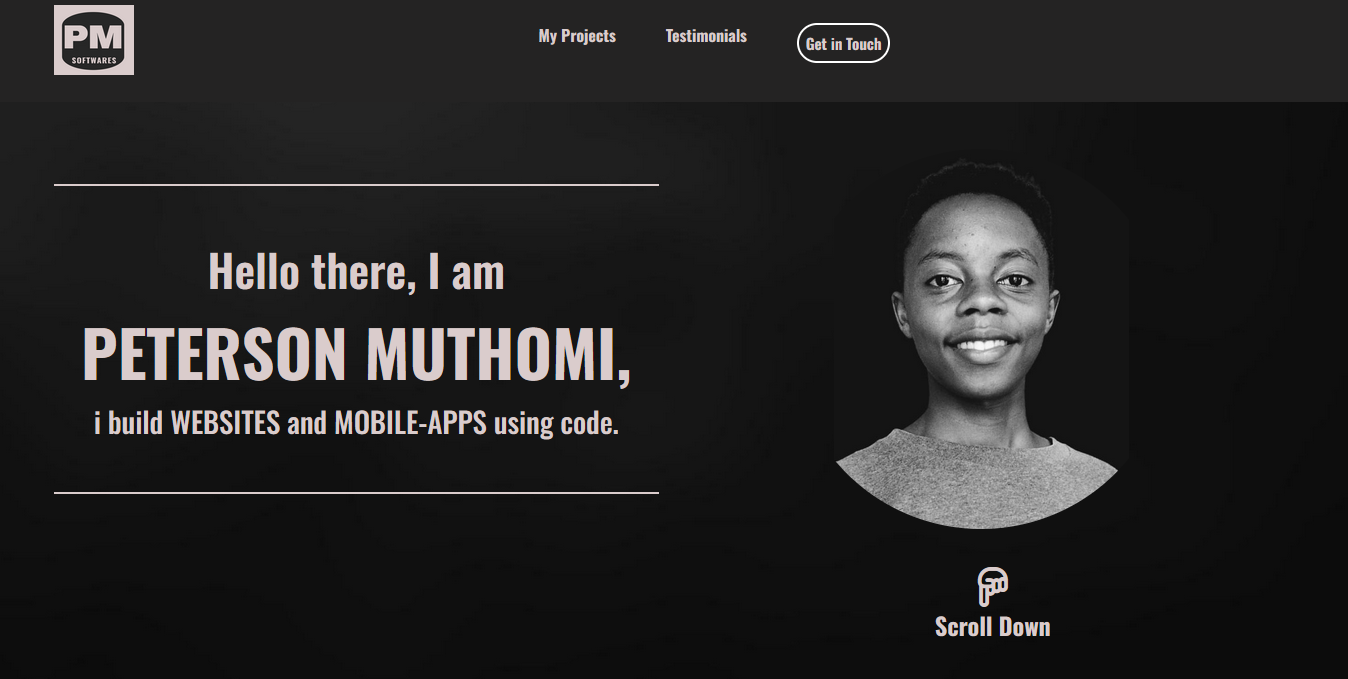 PM
SOFTWARES
My Projects
Testimonials
Get in Touch
Hello there, I am
PETERSON MUTHOMI,
i build WEBSITES and MOBILE-APPS using code.
Scroll Down